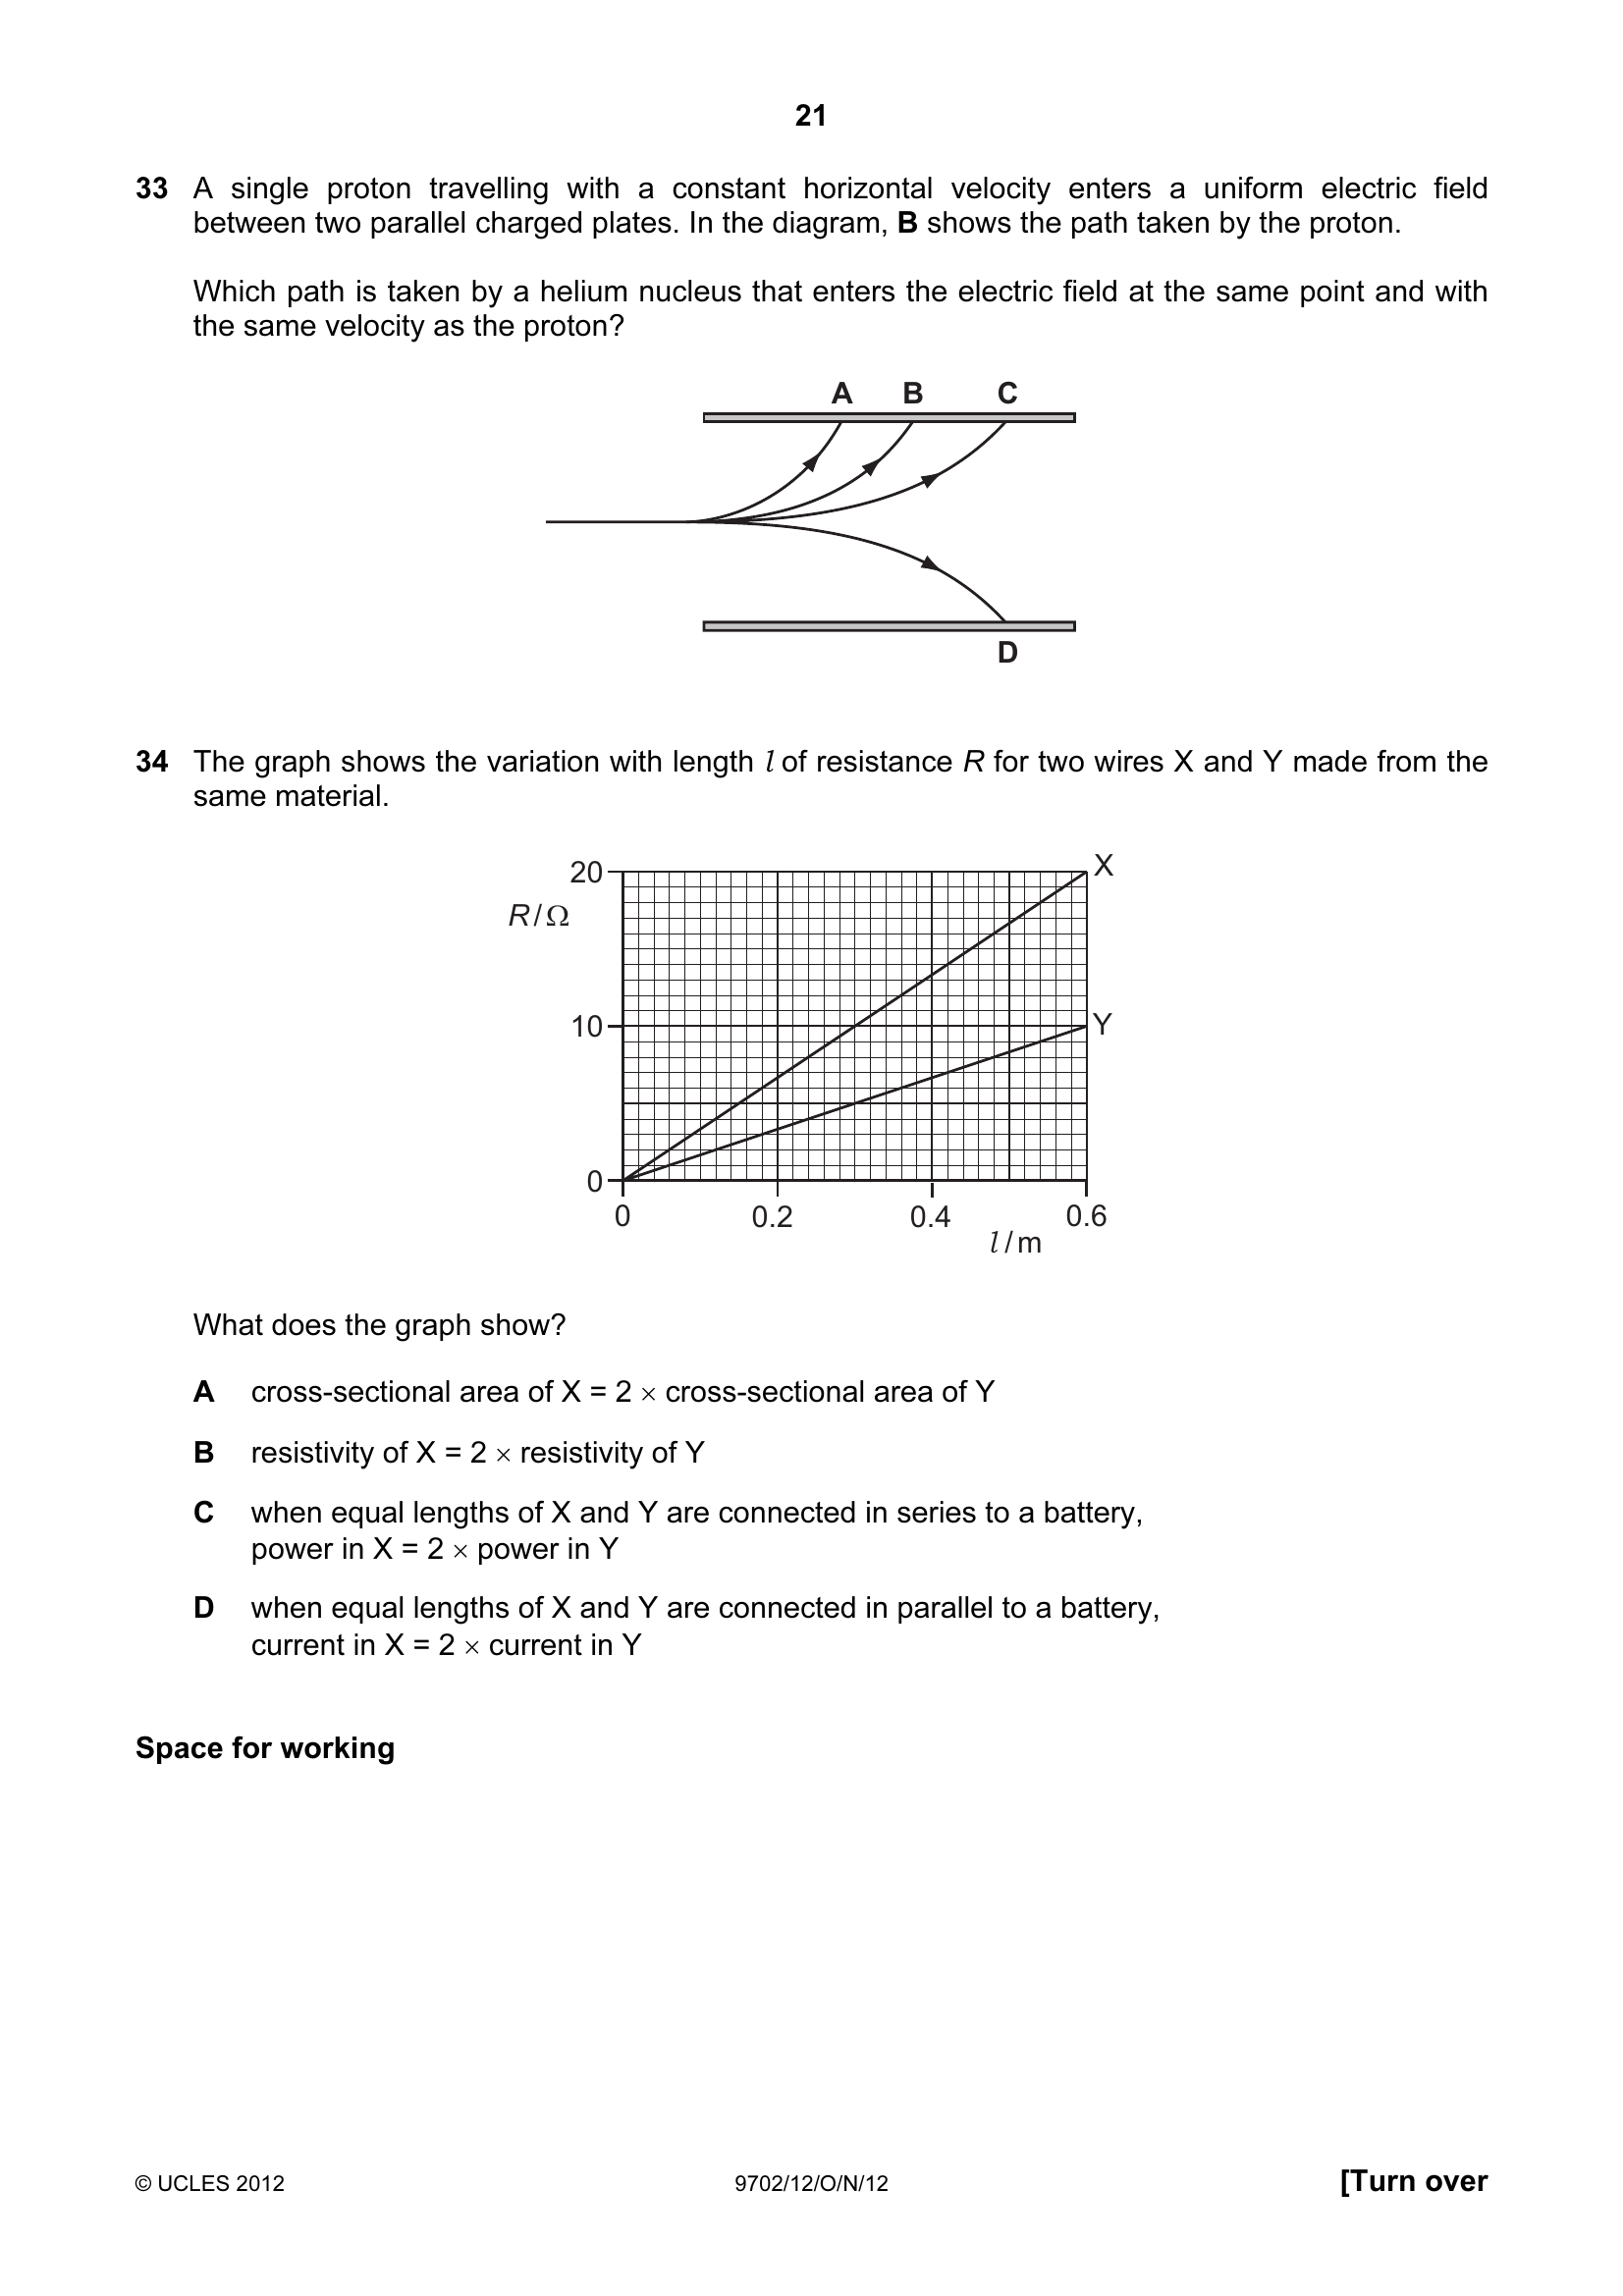 21
33 A single proton travelling with a constant horizontal velocity enters a uniform electric field
between two parallel charged plates. In the diagram, B shows the path taken by the proton.
Which path is taken by a helium nucleus that enters the electric field at the same point and with
the same velocity as the proton?
A B C
D
34 The graph shows the variation with length l of resistance R for two wires X and Y made from the
same material.
X
20
R / Ω
Y
10
0
0 0.2 0.4 0.6
l / m
What does the graph show?
A cross-sectional area of X = 2 × cross-sectional area of Y
B resistivity of X = 2 × resistivity of Y
C when equal lengths of X and Y are connected in series to a battery,
power in X = 2 × power in Y
D when equal lengths of X and Y are connected in parallel to a battery,
current in X = 2 × current in Y
Space for working
© UCLES 2012 9702/12/O/N/12 [Turn over